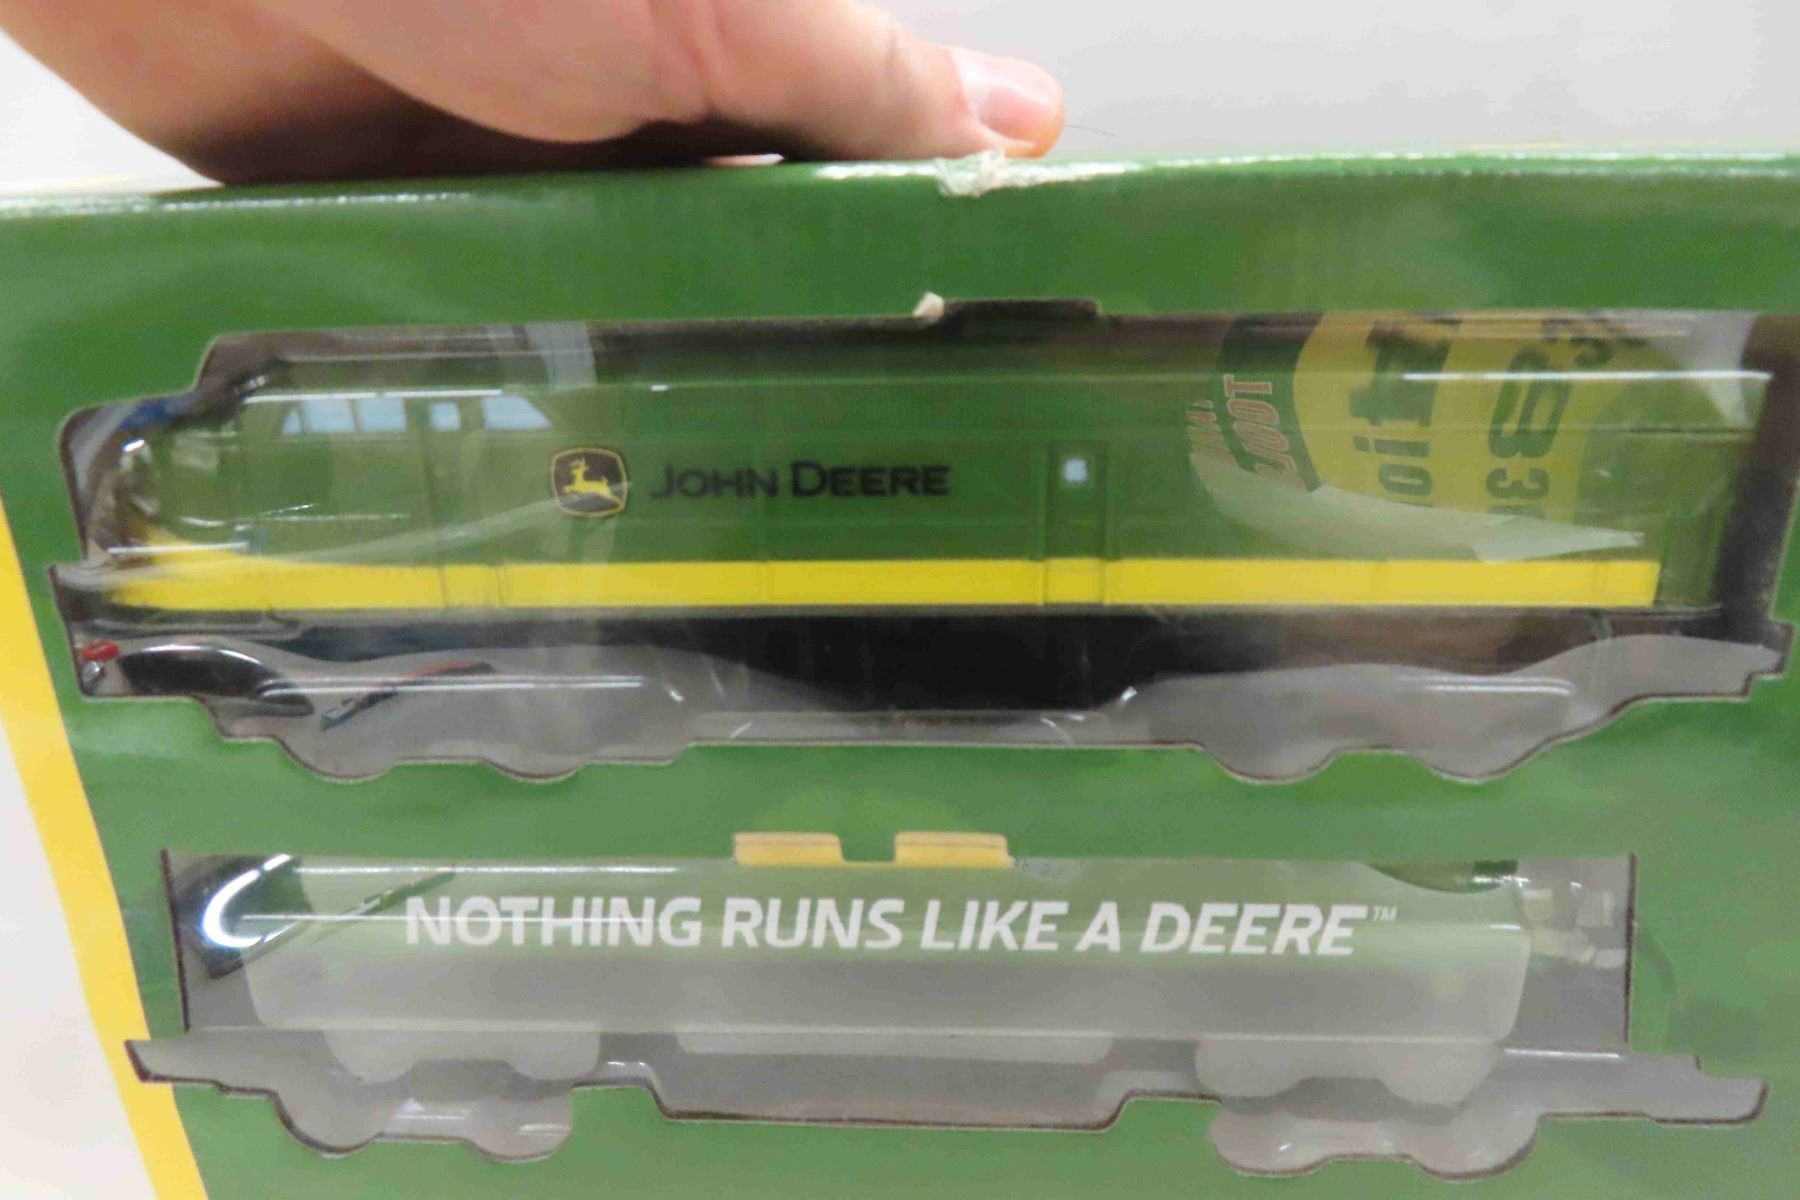 JOHN DEERE
NOTHING RUNS LIKE A DEERE™